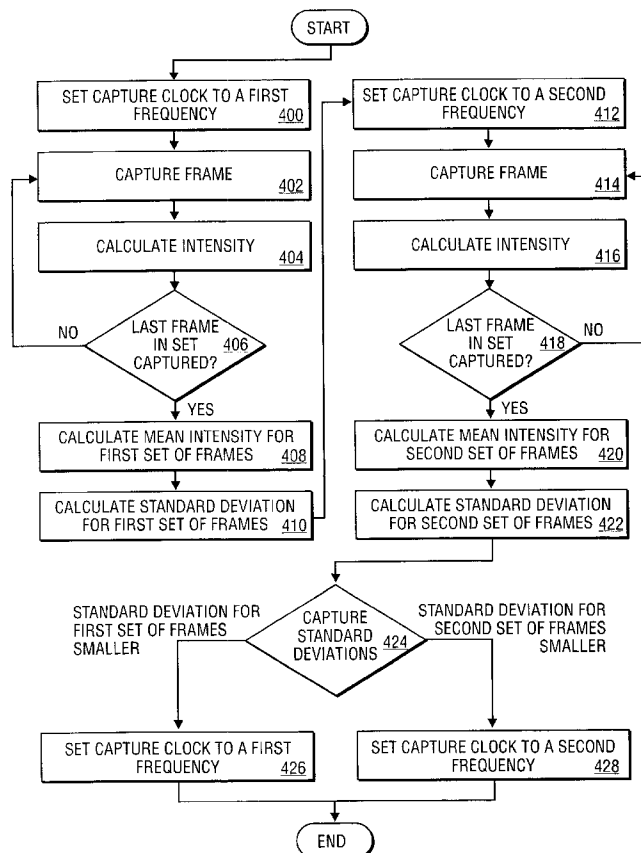 START
SET CAPTURE CLOCK TO A FIRST
FREQUENCY 400
CAPTURE FRAME
402
CALCULATE INTENSITY
404
NO
LAST FRAME
IN SET 406
CAPTURED?
YES
CALCULATE MEAN INTENSITY FOR
FIRST SET OF FRAMES 408
CALCULATE STANDARD DEVIATION
FOR FIRST SET OF FRAMES 410
SET CAPTURE CLOCK TO A SECOND
FREQUENCY 412
CAPTURE FRAME
414
CALCULATE INTENSITY
416
LAST FRAME
IN SET 418
CAPTURED?
NO
YES
CALCULATE MEAN INTENSITY FOR
SECOND SET OF FRAMES 420
CALCULATE STANDARD DEVIATION
FOR SECOND SET OF FRAMES 422
STANDARD DEVIATION FOR
FIRST SET OF FRAMES
SMALLER
CAPTURE
STANDARD 424
DEVIATIONS
STANDARD DEVIATION FOR
SECOND SET OF FRAMES
SMALLER
SET CAPTURE CLOCK TO A FIRST
FREQUENCY 426
SET CAPTURE CLOCK TO A SECOND
FREQUENCY 428
END